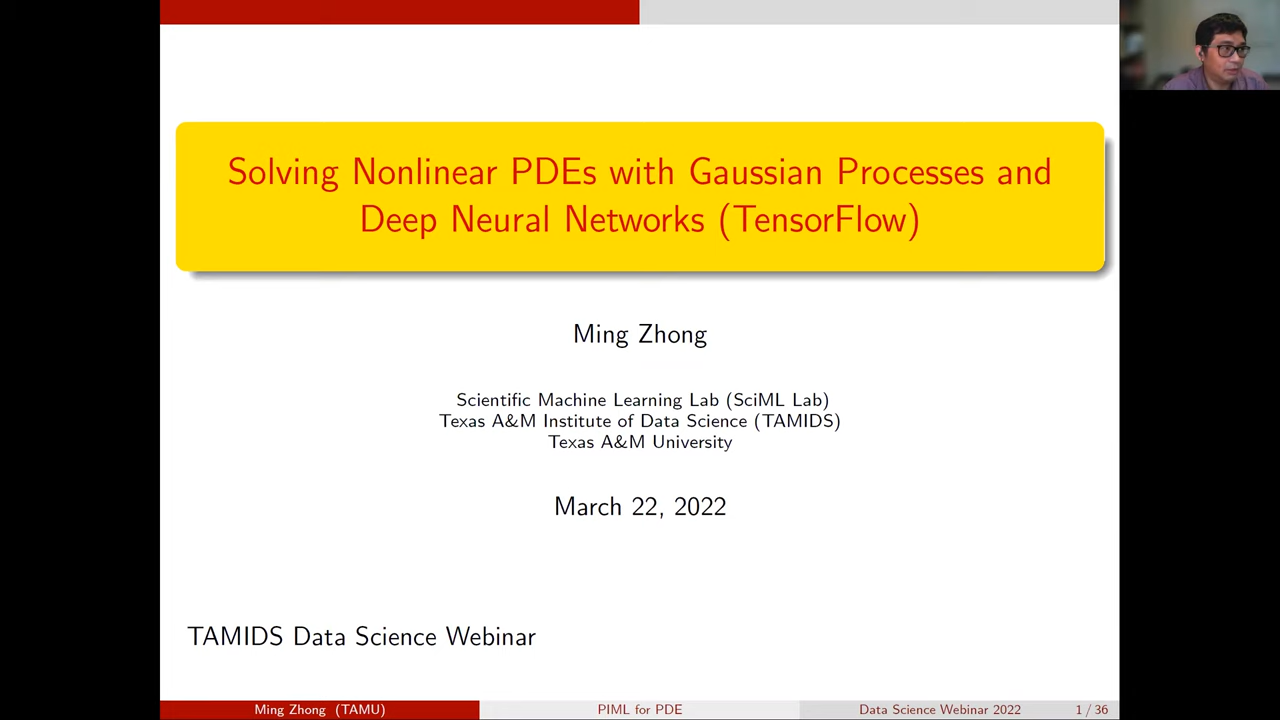 Solving Nonlinear PDEs with Gaussian Processes and
Deep Neural Networks (TensorFlow)
Ming Zhong
Scientific Machine Learning Lab (SciML Lab)
Texas A&M Institute of Data Science (TAMIDS)
Texas A&M University
March 22, 2022
TAMIDS Data Science Webinar
Ming Zhong (TAMU) PIML for PDE Data Science Webinar 2022 1 / 36